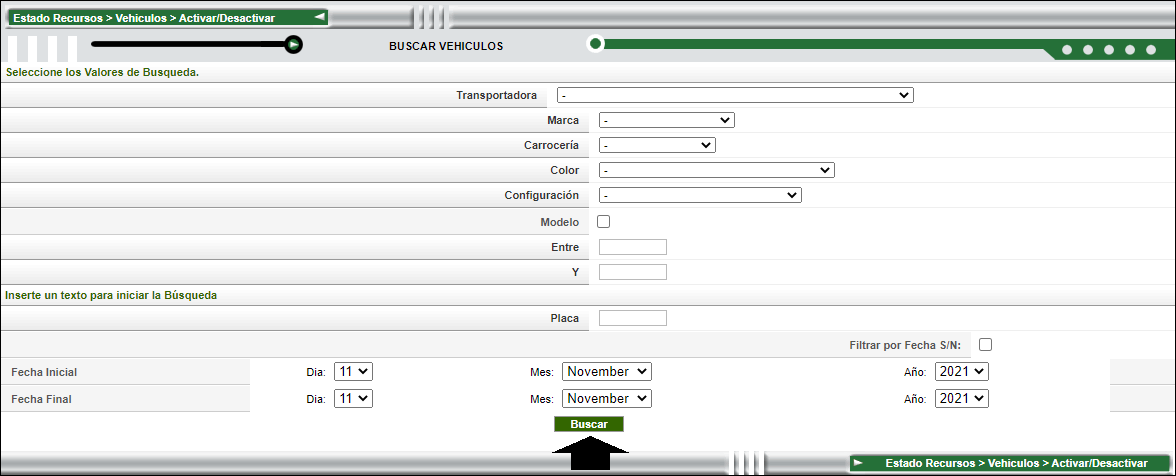 Estado Recursos > Vehiculos > Activar/Desactivar
BUSCAR VEHICULOS
Seleccione los Valores de Busqueda.
Transportadora -
Marca -
Carrocería -
Color -
Configuración -
Modelo
Entre
Y
Inserte un texto para iniciar la Búsqueda
Placa
Filtrar por Fecha S/N:
Fecha Inicial Dia: 11 Mes: November Año: 2021
Fecha Final Dia: 11 Mes: November Año: 2021
Buscar
Estado Recursos > Vehiculos > Activar/Desactivar